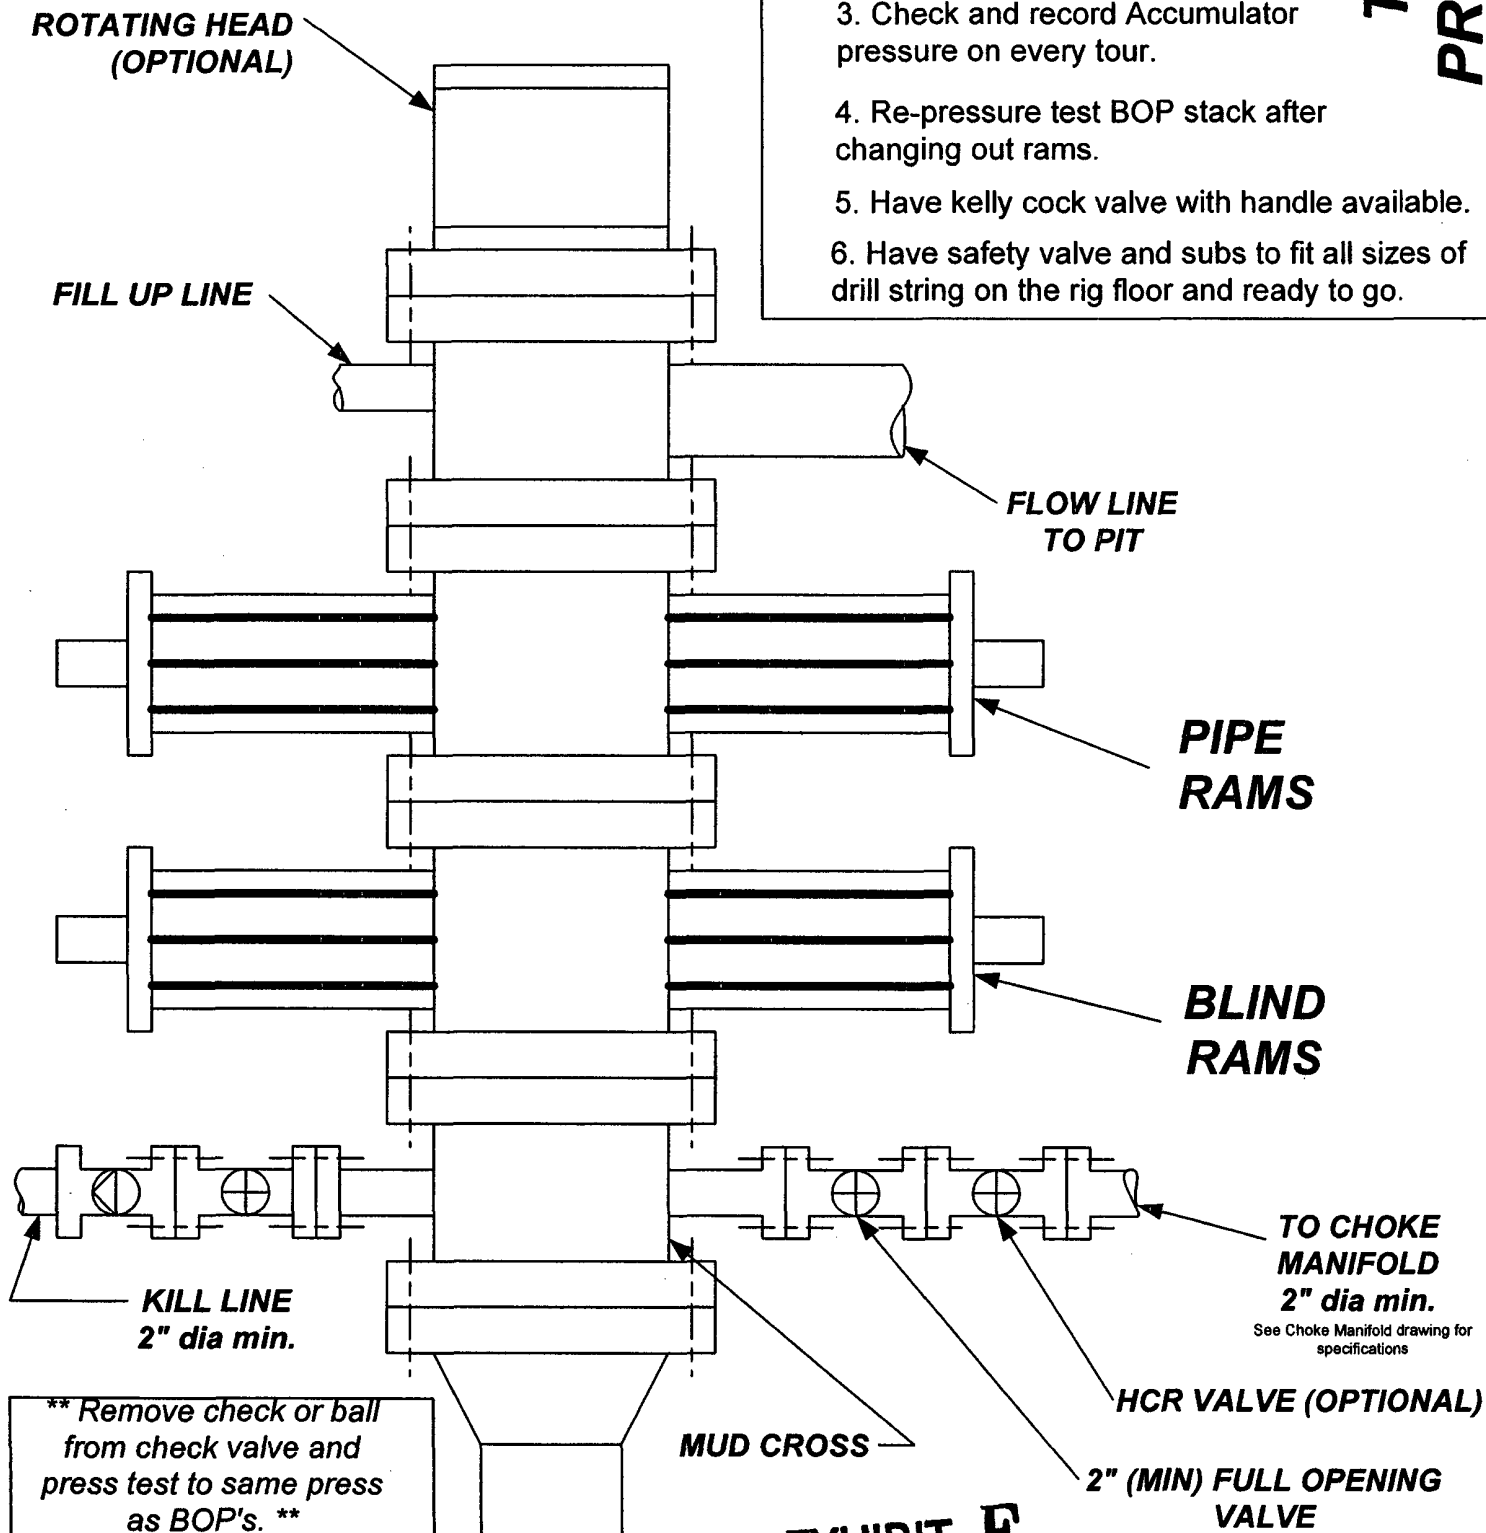 ROTATING HEAD
(OPTIONAL)
3. Check and record Accumulator
pressure on every tour.
4. Re-pressure test BOP stack after
changing out rams.
5. Have kelly cock valve with handle available.
6. Have safety valve and subs to fit all sizes of
drill string on the rig floor and ready to go.
FILL UP LINE
FLOW LINE
TO PIT
PIPE
RAMS
BLIND
RAMS
KILL LINE
2" dia min.
TO CHOKE
MANIFOLD
2" dia min.
See Choke Manifold drawing for
specifications
HCR VALVE (OPTIONAL)
MUD CROSS
2" (MIN) FULL OPENING
VALVE
** Remove check or ball
from check valve and
press test to same press
as BOP's. **
EXHIBIT F